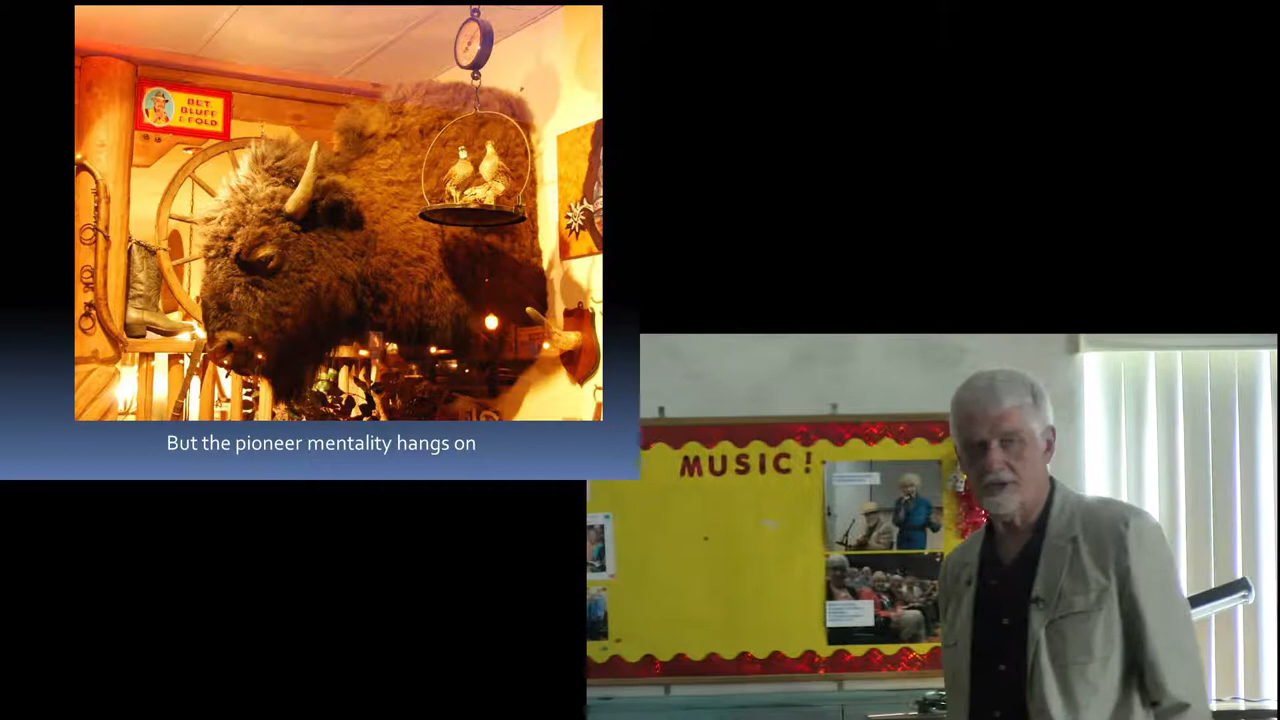 BET,
BLUFF
& FOLD
But the pioneer mentality hangs on
MUSIC!